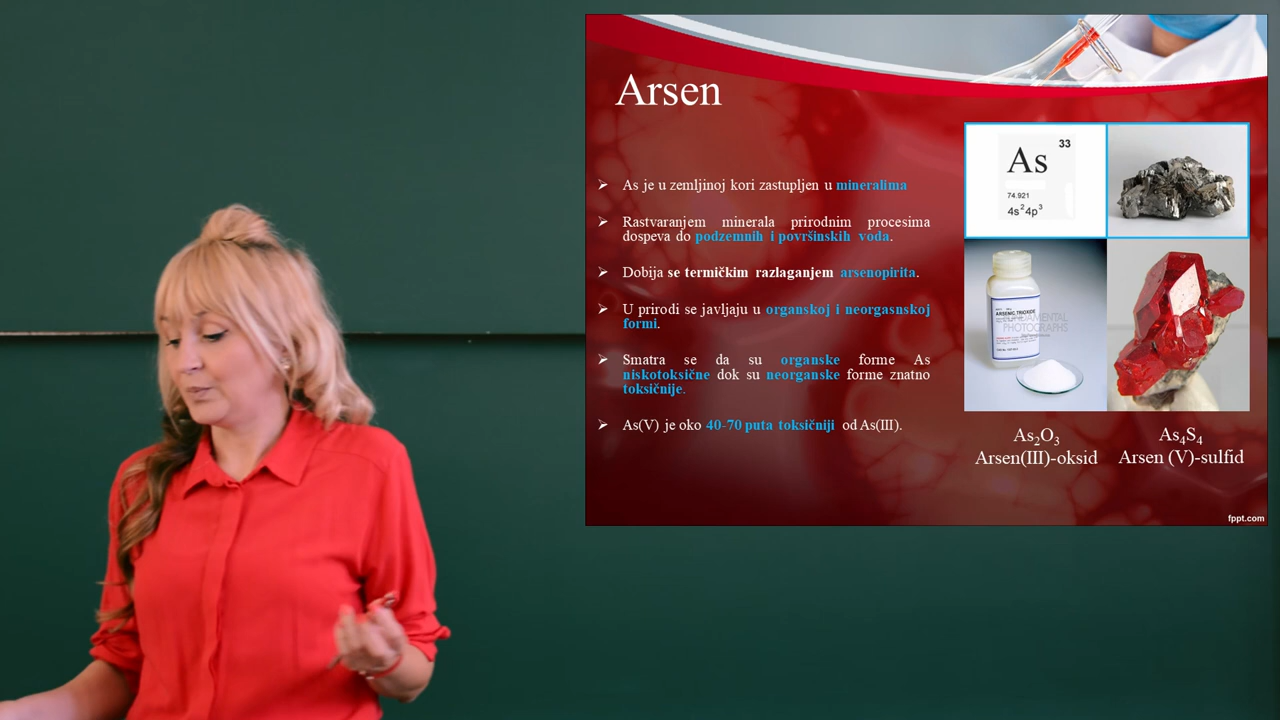 Arsen
As je u zemljinoj kori zastupljen u mineralima
Rastvaranjem minerala prirodnim procesima
dospeva do podzemnih i površinskih voda.
Dobija se termičkim razlaganjem arsenopirita.
U prirodi se javljaju u organskoj i neorgasnskoj
formi.
Smatra se da su organske forme As
niskotoksične dok su neorganske forme znatno
toksičnije.
As(V) je oko 40-70 puta toksičniji od As(III).
33
As
74.921
4s²4p³
ARSENIC TRIOXIDE
PHOTOGRAPHS
As₂O₃
Arsen(III)-oksid
As₄S₄
Arsen (V)-sulfid
fppt.com